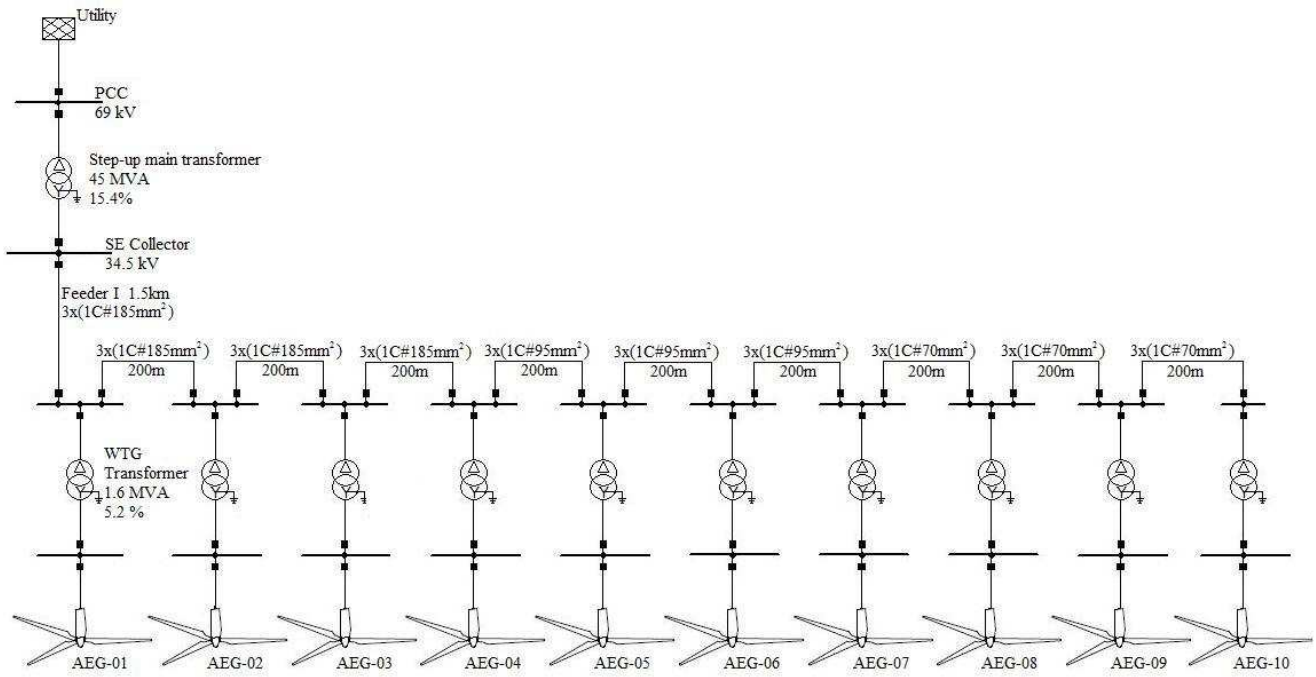 Utility
PCC
69 kV
Step-up main transformer
45 MVA
15.4%
SE Collector
34.5 kV
Feeder I 1.5km
3x(1C#185mm²)
3x(1C#185mm²)
200m
3x(1C#185mm²)
200m
3x(1C#185mm²)
200m
3x(1C#95mm²)
200m
3x(1C#95mm²)
200m
3x(1C#95mm²)
200m
3x(1C#70mm²)
200m
3x(1C#70mm²)
200m
3x(1C#70mm²)
200m
WTG
Transformer
1.6 MVA
5.2 %
AEG-01
AEG-02
AEG-03
AEG-04
AEG-05
AEG-06
AEG-07
AEG-08
AEG-09
AEG-10